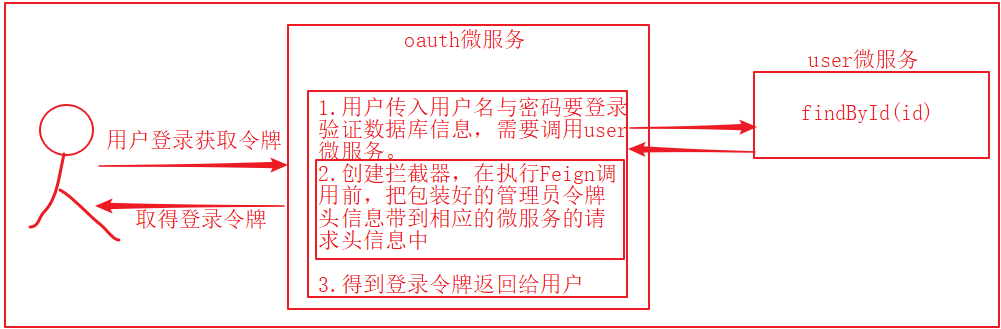 oauth微服务
user微服务
1.用户传入用户名与密码要登录
验证数据库信息，需要调用user
微服务。
findById(id)
用户登录获取令牌
2.创建拦截器，在执行Feign调
用前，把包装好的管理员令牌
头信息带到相应的微服务的请
求头信息中
取得登录令牌
3.得到登录令牌返回给用户